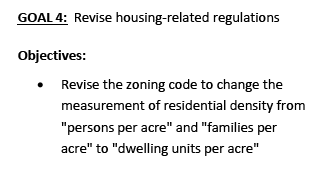 GOAL 4:  Revise housing-related regulations
Objectives:
• Revise the zoning code to change the
measurement of residential density from
"persons per acre" and "families per
acre" to "dwelling units per acre"